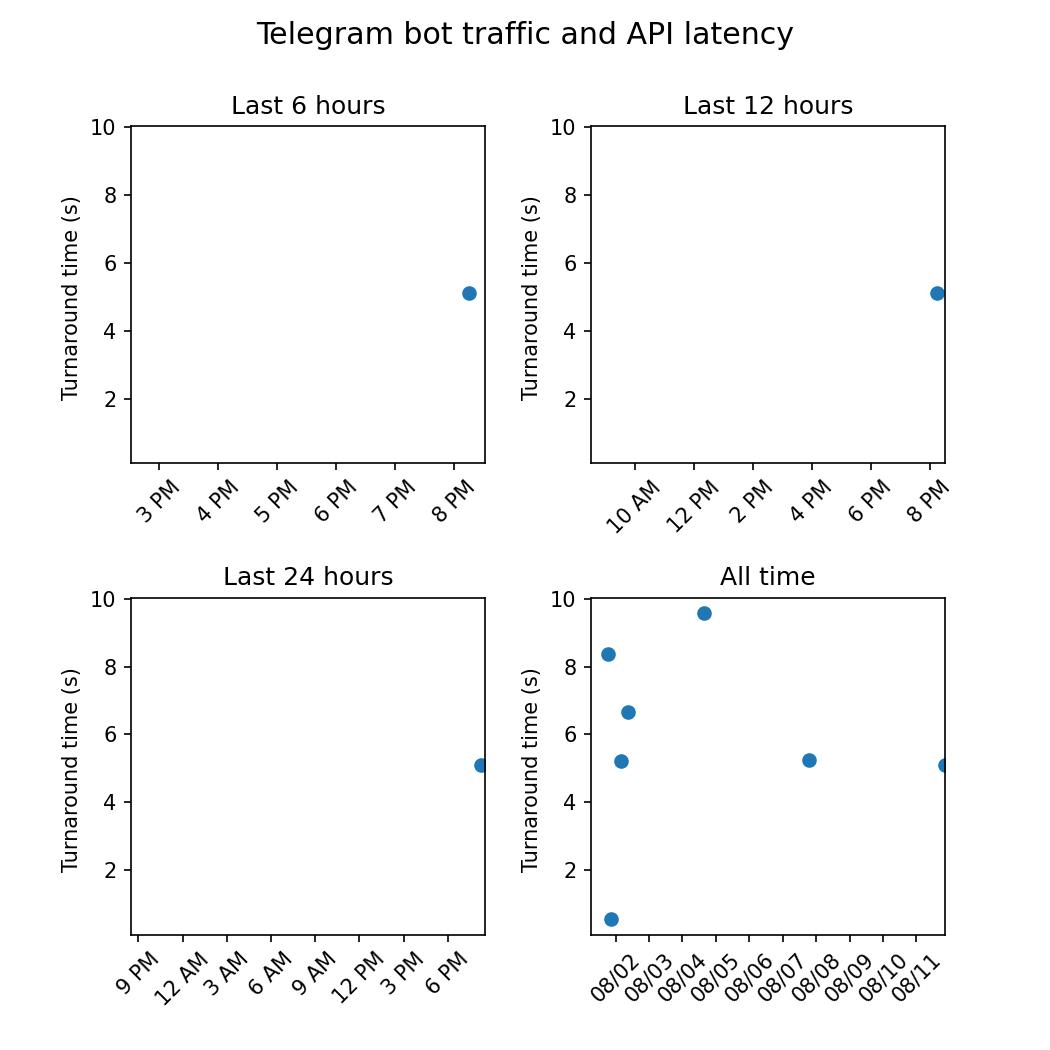 Telegram bot traffic and API latency
Last 6 hours
Turnaround time (s)
10
8
6
4
2
3 PM
4 PM
5 PM
6 PM
7 PM
8 PM
Last 12 hours
Turnaround time (s)
10
8
6
4
2
10 AM
12 PM
2 PM
4 PM
6 PM
8 PM
Last 24 hours
Turnaround time (s)
10
8
6
4
2
9 PM
12 AM
3 AM
6 AM
9 AM
12 PM
3 PM
6 PM
All time
Turnaround time (s)
10
8
6
4
2
08/02
08/03
08/04
08/05
08/06
08/07
08/08
08/09
08/10
08/11